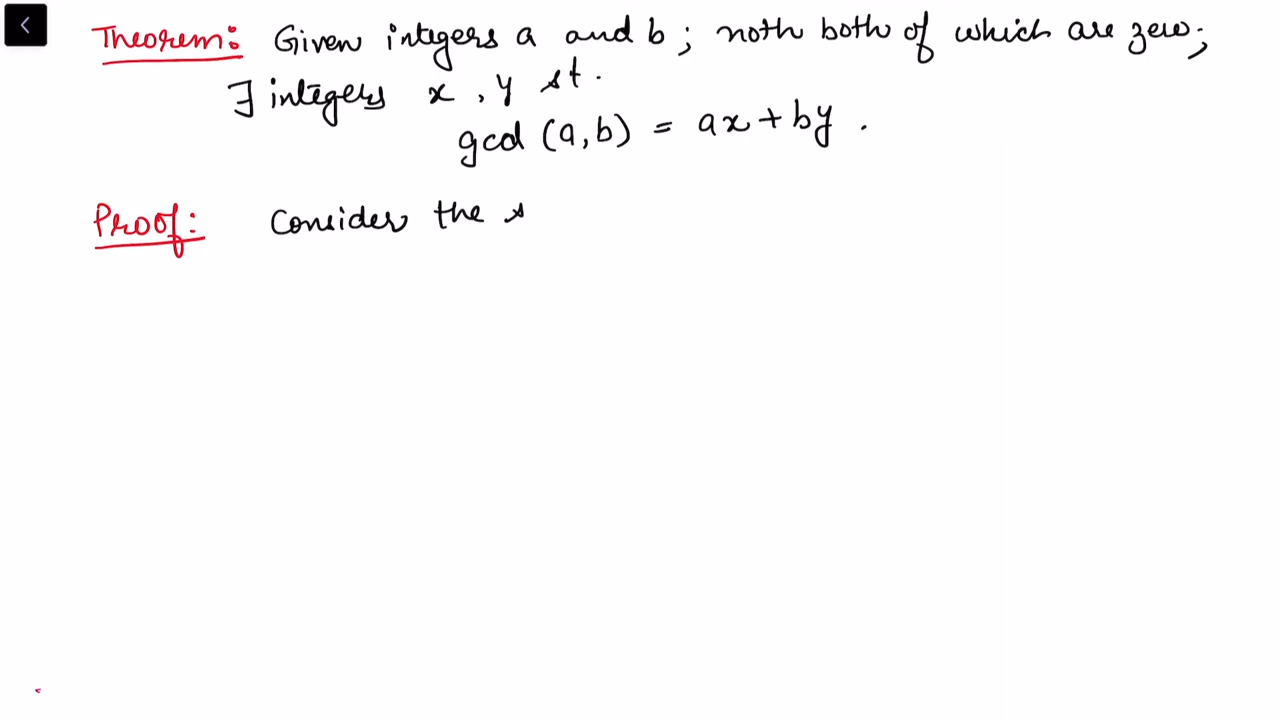 Theorem: Given integers a and b; noth both of which are zero;
∃ integers x, y st.
gcd (a,b) = ax + by .
Proof: Consider the s